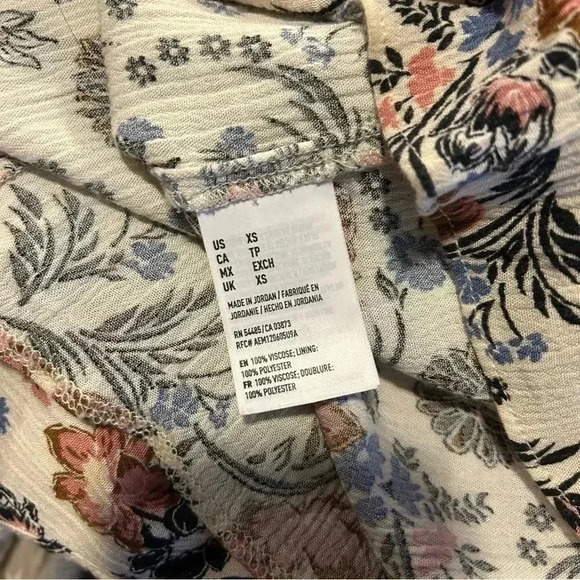 US XS
CA TP
MX EXCH
UK XS
MADE IN JORDAN / FABRIQUÉ EN
JORDANIE / HECHO EN JORDANIA
RN 54485 / CA 03873
RFC# AEM120605U9A
EN 100% VISCOSE; LINING:
100% POLYESTER
FR 100% VISCOSE; DOUBLURE:
100% POLYESTER